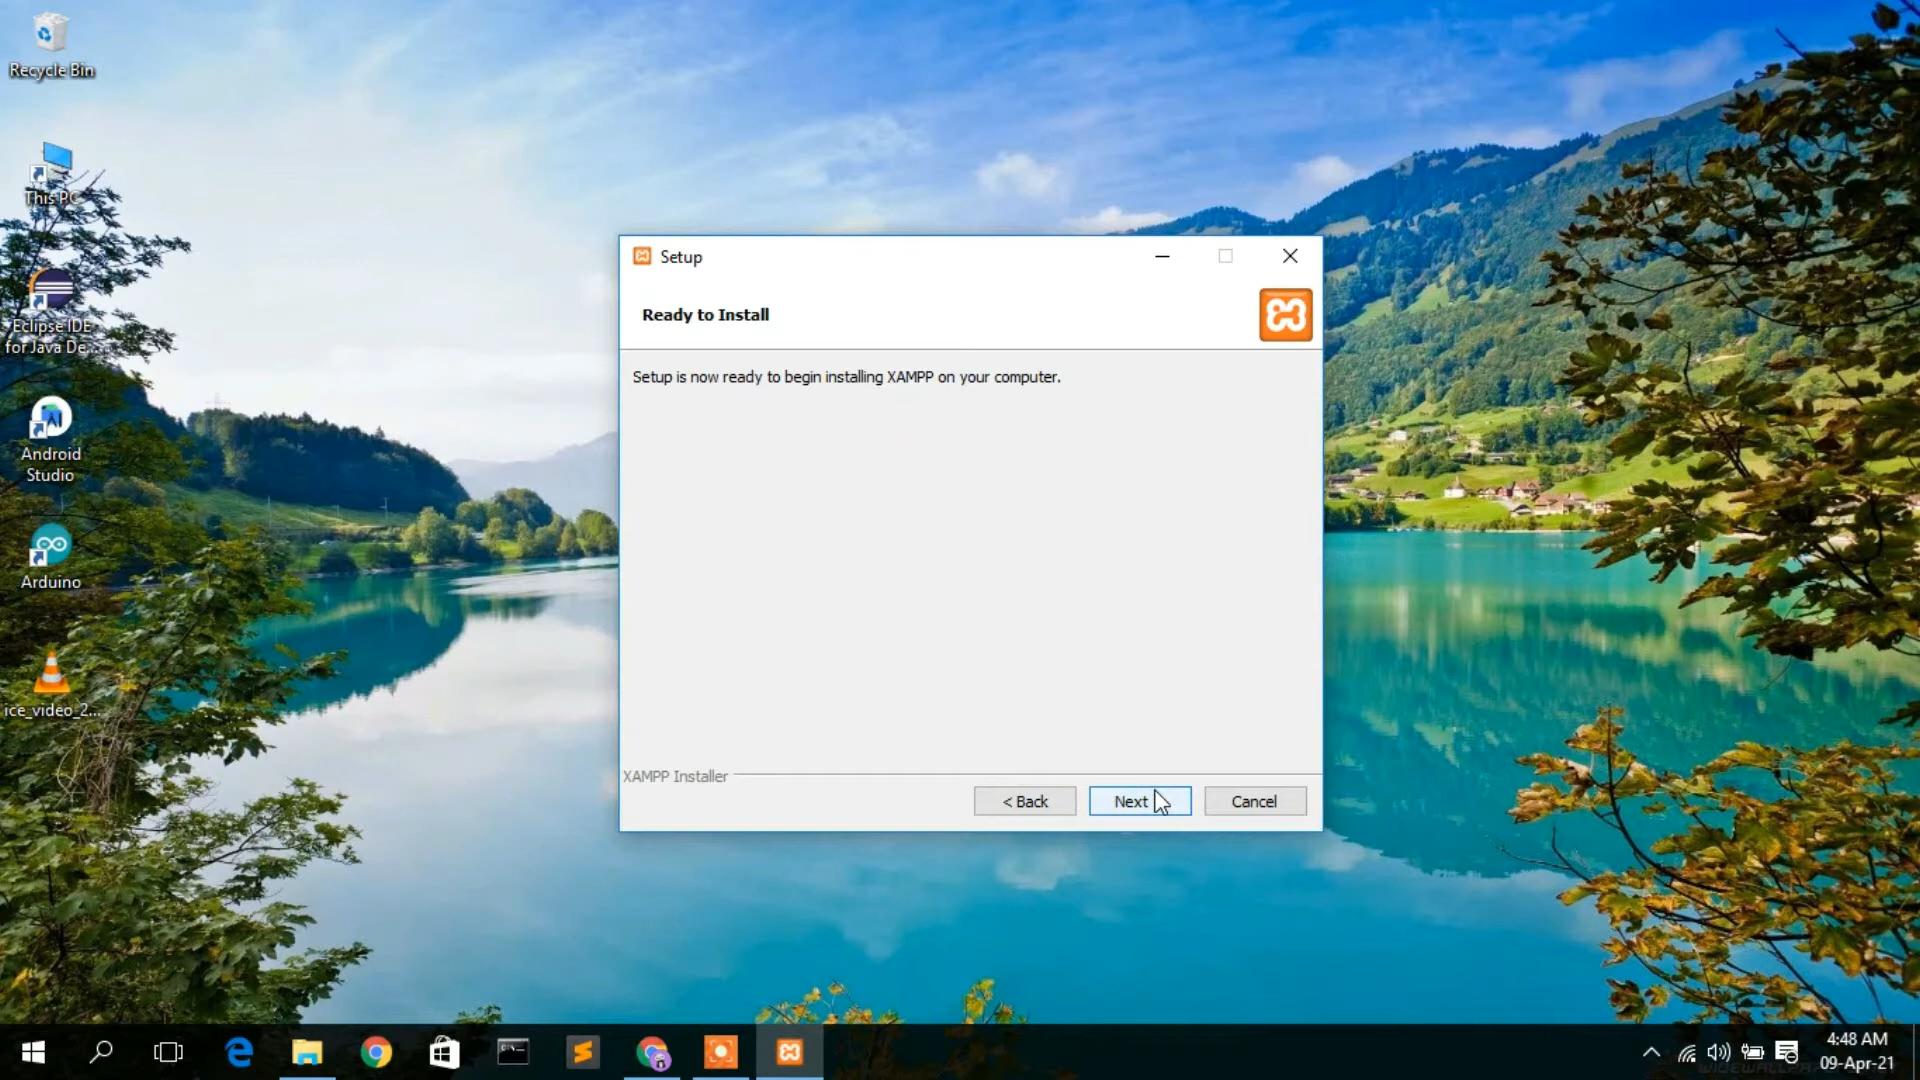 Recycle Bin
This PC
Eclipse IDE
for Java De...
Android
Studio
Arduino
ice_video_2...
Setup
Ready to Install
Setup is now ready to begin installing XAMPP on your computer.
XAMPP Installer
< Back
Next
Cancel
4:48 AM
09-Apr-21